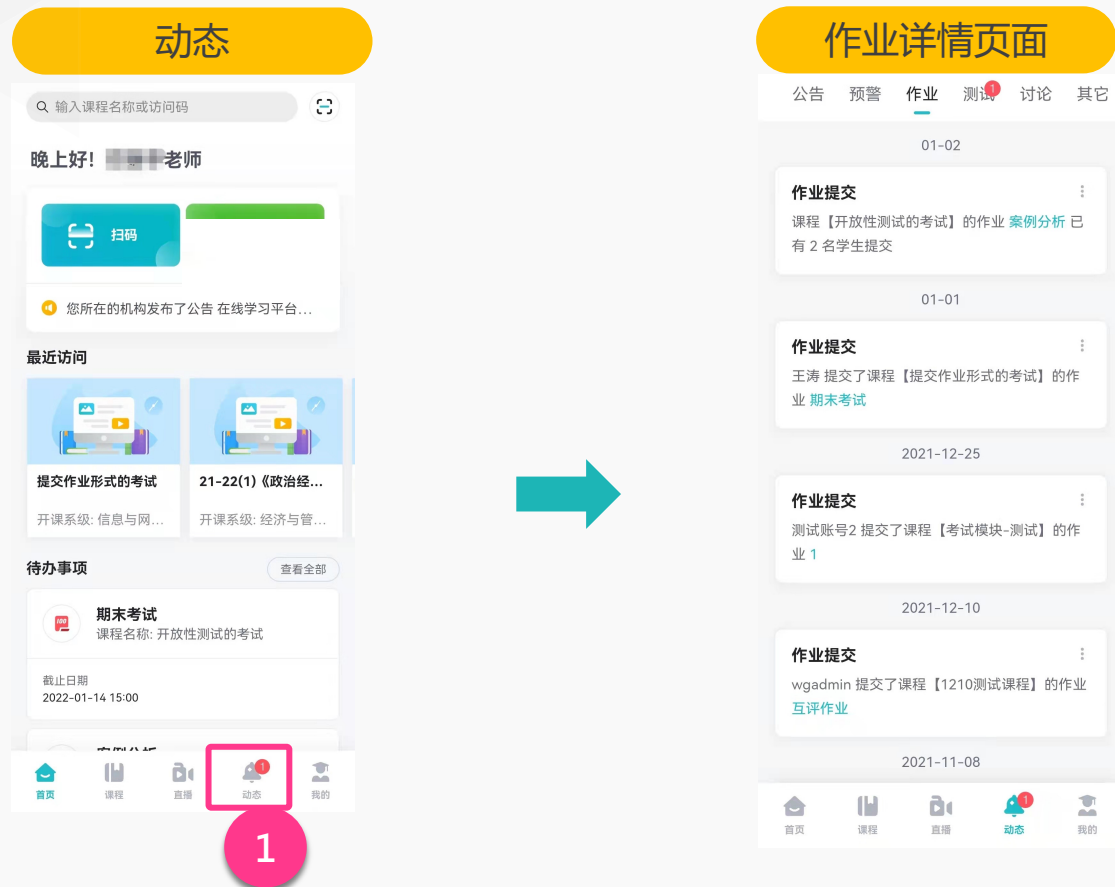 动态
输入课程名称或访问码
晚上好! 老师
扫码
您所在的机构发布了公告 在线学习平台...
最近访问
提交作业形式的考试
开课系级: 信息与网...
21-22(1)《政治经...
开课系级: 经济与管...
待办事项
查看全部
100
期末考试
课程名称: 开放性测试的考试
截止日期
2022-01-14 15:00
案例分析
首页
课程
直播
1
动态
我的
1
作业详情页面
公告 预警 作业 测试 1 讨论 其它
01-02
作业提交
课程【开放性测试的考试】的作业 案例分析 已
有 2 名学生提交
01-01
作业提交
王涛 提交了课程【提交作业形式的考试】的作
业 期末考试
2021-12-25
作业提交
测试账号2 提交了课程【考试模块-测试】的作
业 1
2021-12-10
作业提交
wgadmin 提交了课程【1210测试课程】的作业
互评作业
2021-11-08
首页
课程
直播
1
动态
我的